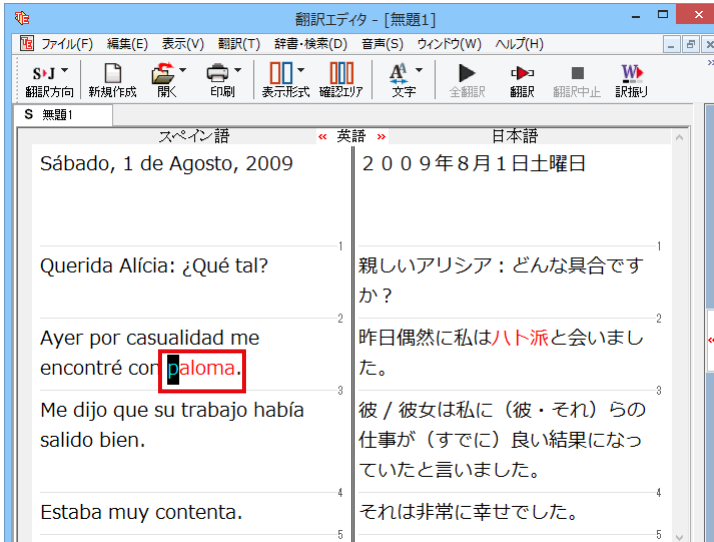 翻訳エディタ - [無題1]
ファイル(F) 編集(E) 表示(V) 翻訳(T) 辞書・検索(D) 音声(S) ウィンドウ(W) ヘルプ(H)
S▸J
翻訳方向 新規作成 開く 印刷 表示形式 確認エリア 文字 全翻訳 翻訳 翻訳中止 訳振り
S 無題1
スペイン語 « 英語 » 日本語
Sábado, 1 de Agosto, 2009
2009年8月1日土曜日
1
1
Querida Alícia: ¿Qué tal?
親しいアリシア:どんな具合です
か?
2
2
Ayer por casualidad me
encontré con paloma.
昨日偶然に私はハト派と会いまし
た。
3
3
Me dijo que su trabajo había
salido bien.
彼 / 彼女は私に(彼・それ)らの
仕事が(すでに)良い結果になっ
ていたと言いました。
4
4
Estaba muy contenta.
それは非常に幸せでした。
5
5